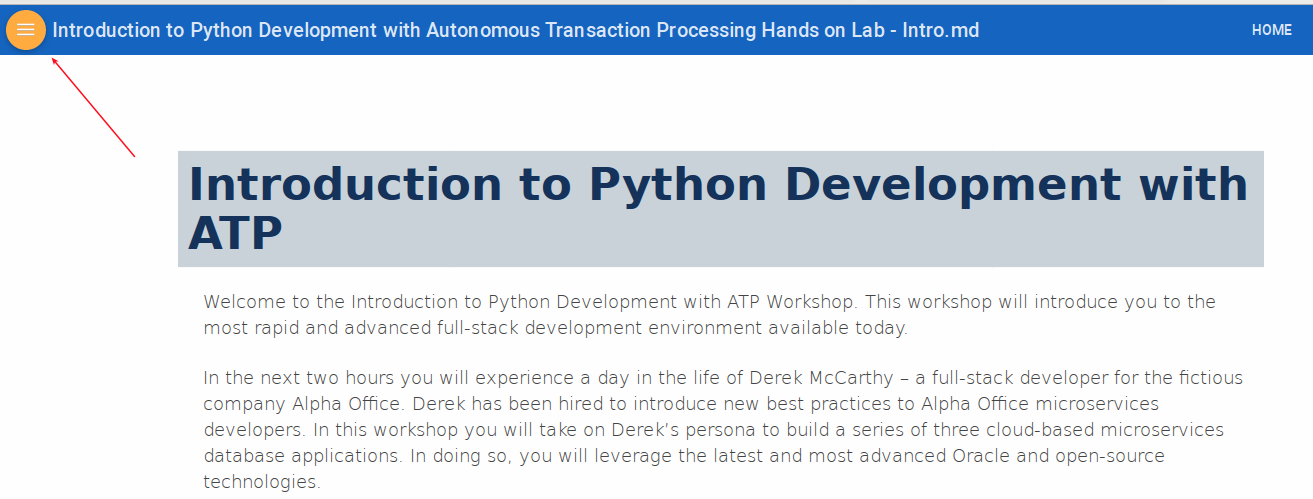 Introduction to Python Development with Autonomous Transaction Processing Hands on Lab - Intro.md
HOME
Introduction to Python Development with
ATP
Welcome to the Introduction to Python Development with ATP Workshop. This workshop will introduce you to the
most rapid and advanced full-stack development environment available today.
In the next two hours you will experience a day in the life of Derek McCarthy – a full-stack developer for the fictious
company Alpha Office. Derek has been hired to introduce new best practices to Alpha Office microservices
developers. In this workshop you will take on Derek’s persona to build a series of three cloud-based microservices
database applications. In doing so, you will leverage the latest and most advanced Oracle and open-source
technologies.